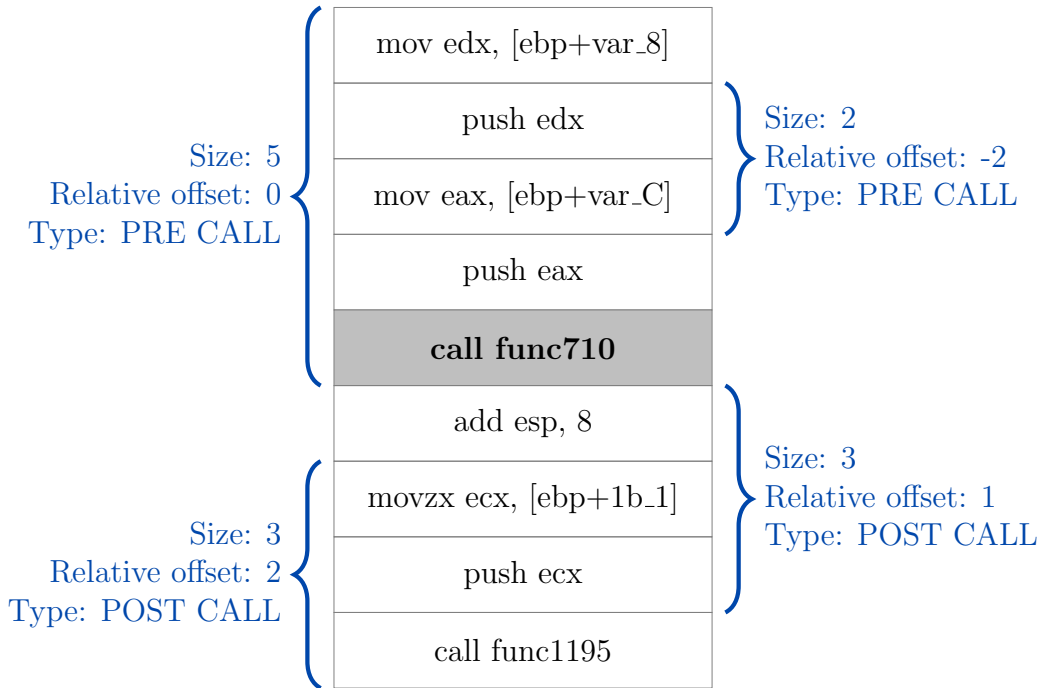 mov edx, [ebp+var_8]
push edx
mov eax, [ebp+var_C]
push eax
call func710
add esp, 8
movzx ecx, [ebp+1b_1]
push ecx
call func1195
Size: 5
Relative offset: 0
Type: PRE CALL
Size: 2
Relative offset: -2
Type: PRE CALL
Size: 3
Relative offset: 1
Type: POST CALL
Size: 3
Relative offset: 2
Type: POST CALL